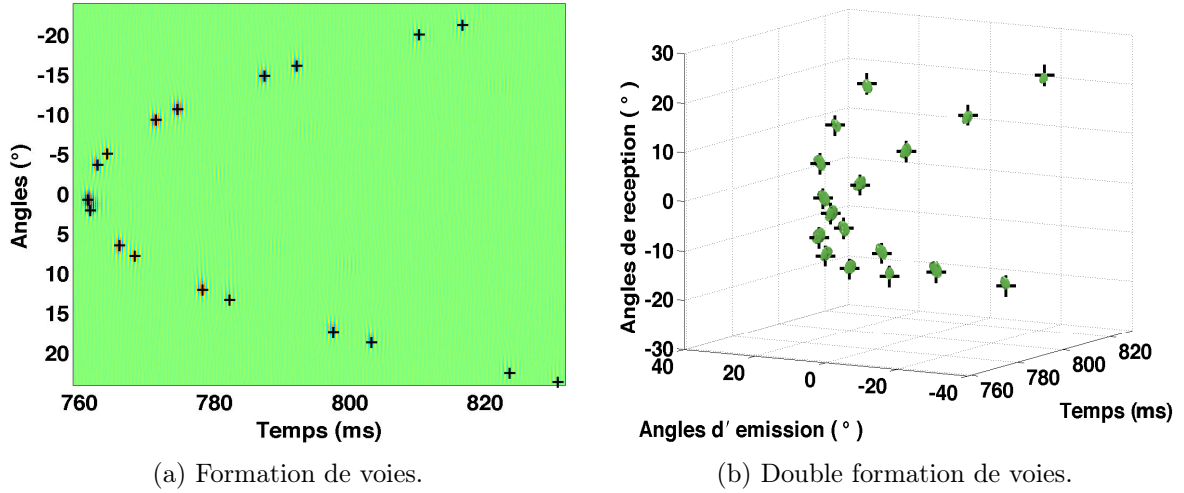 -20
-15
-10
-5
0
5
10
15
20
Angles (°)
760 780 800 820
Temps (ms)
(a) Formation de voies.
30
20
10
0
-10
-20
-30
Angles de reception ( ° )
40 20 0 -20 -40
Angles d′ emission ( ° )
760 780 800 820
Temps (ms)
(b) Double formation de voies.